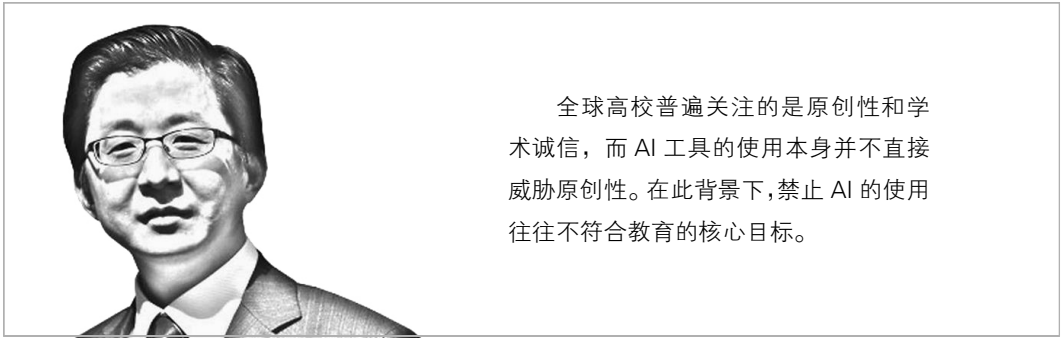 全球高校普遍关注的是原创性和学
术诚信，而 AI 工具的使用本身并不直接
威胁原创性。在此背景下，禁止 AI 的使用
往往不符合教育的核心目标。